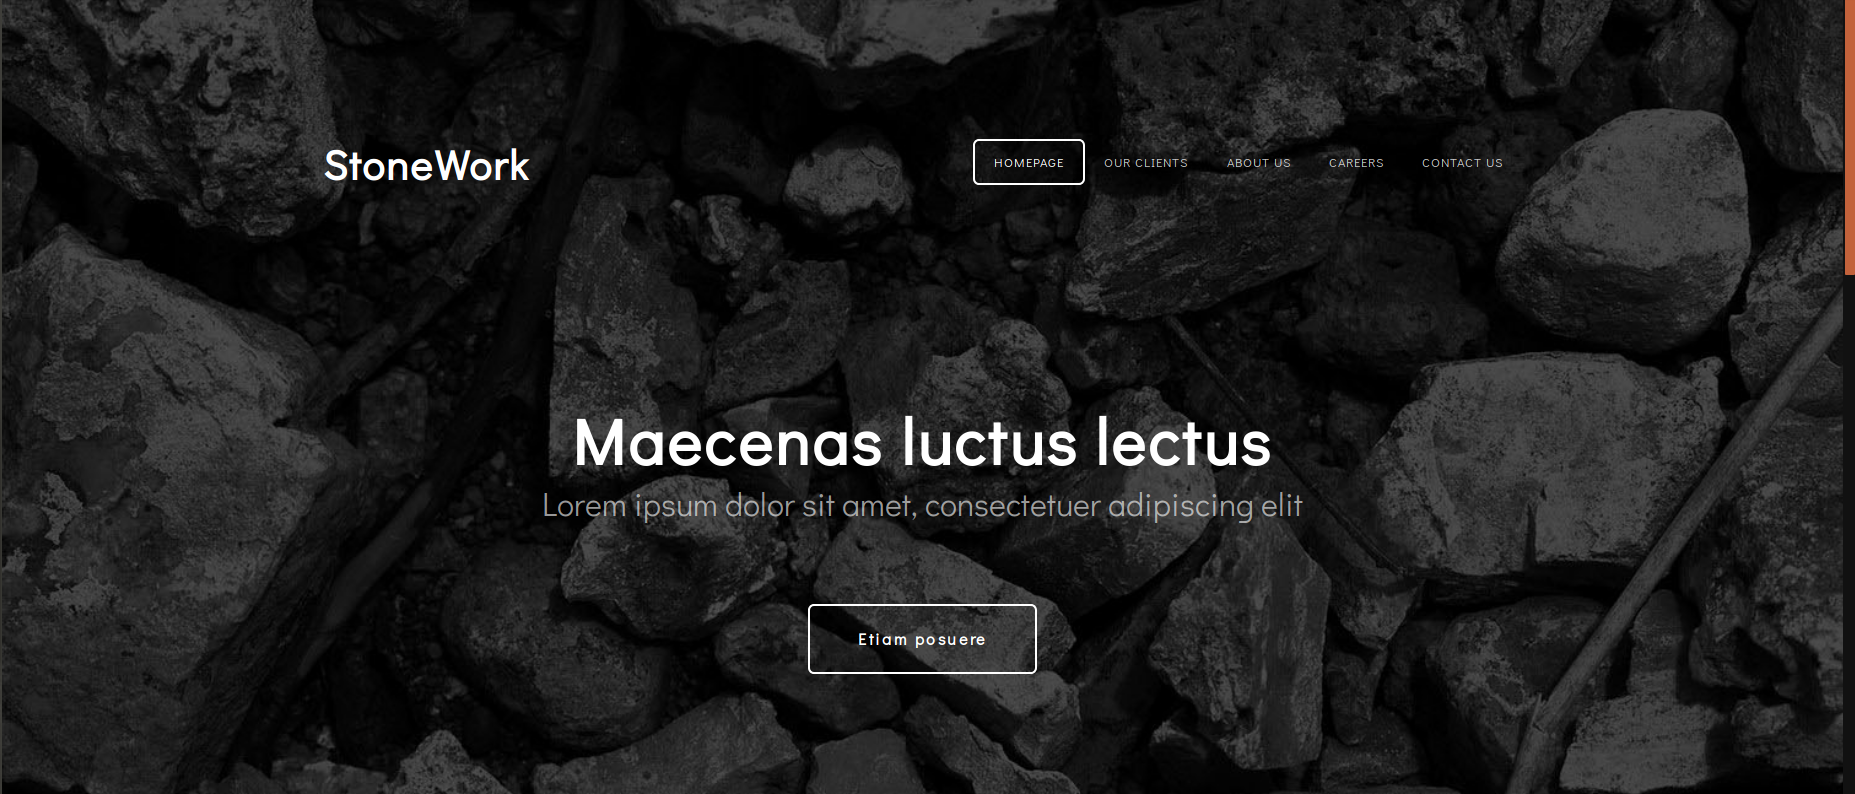 StoneWork
HOMEPAGE OUR CLIENTS ABOUT US CAREERS CONTACT US
Maecenas luctus lectus
Lorem ipsum dolor sit amet, consectetuer adipiscing elit
Etiam posuere